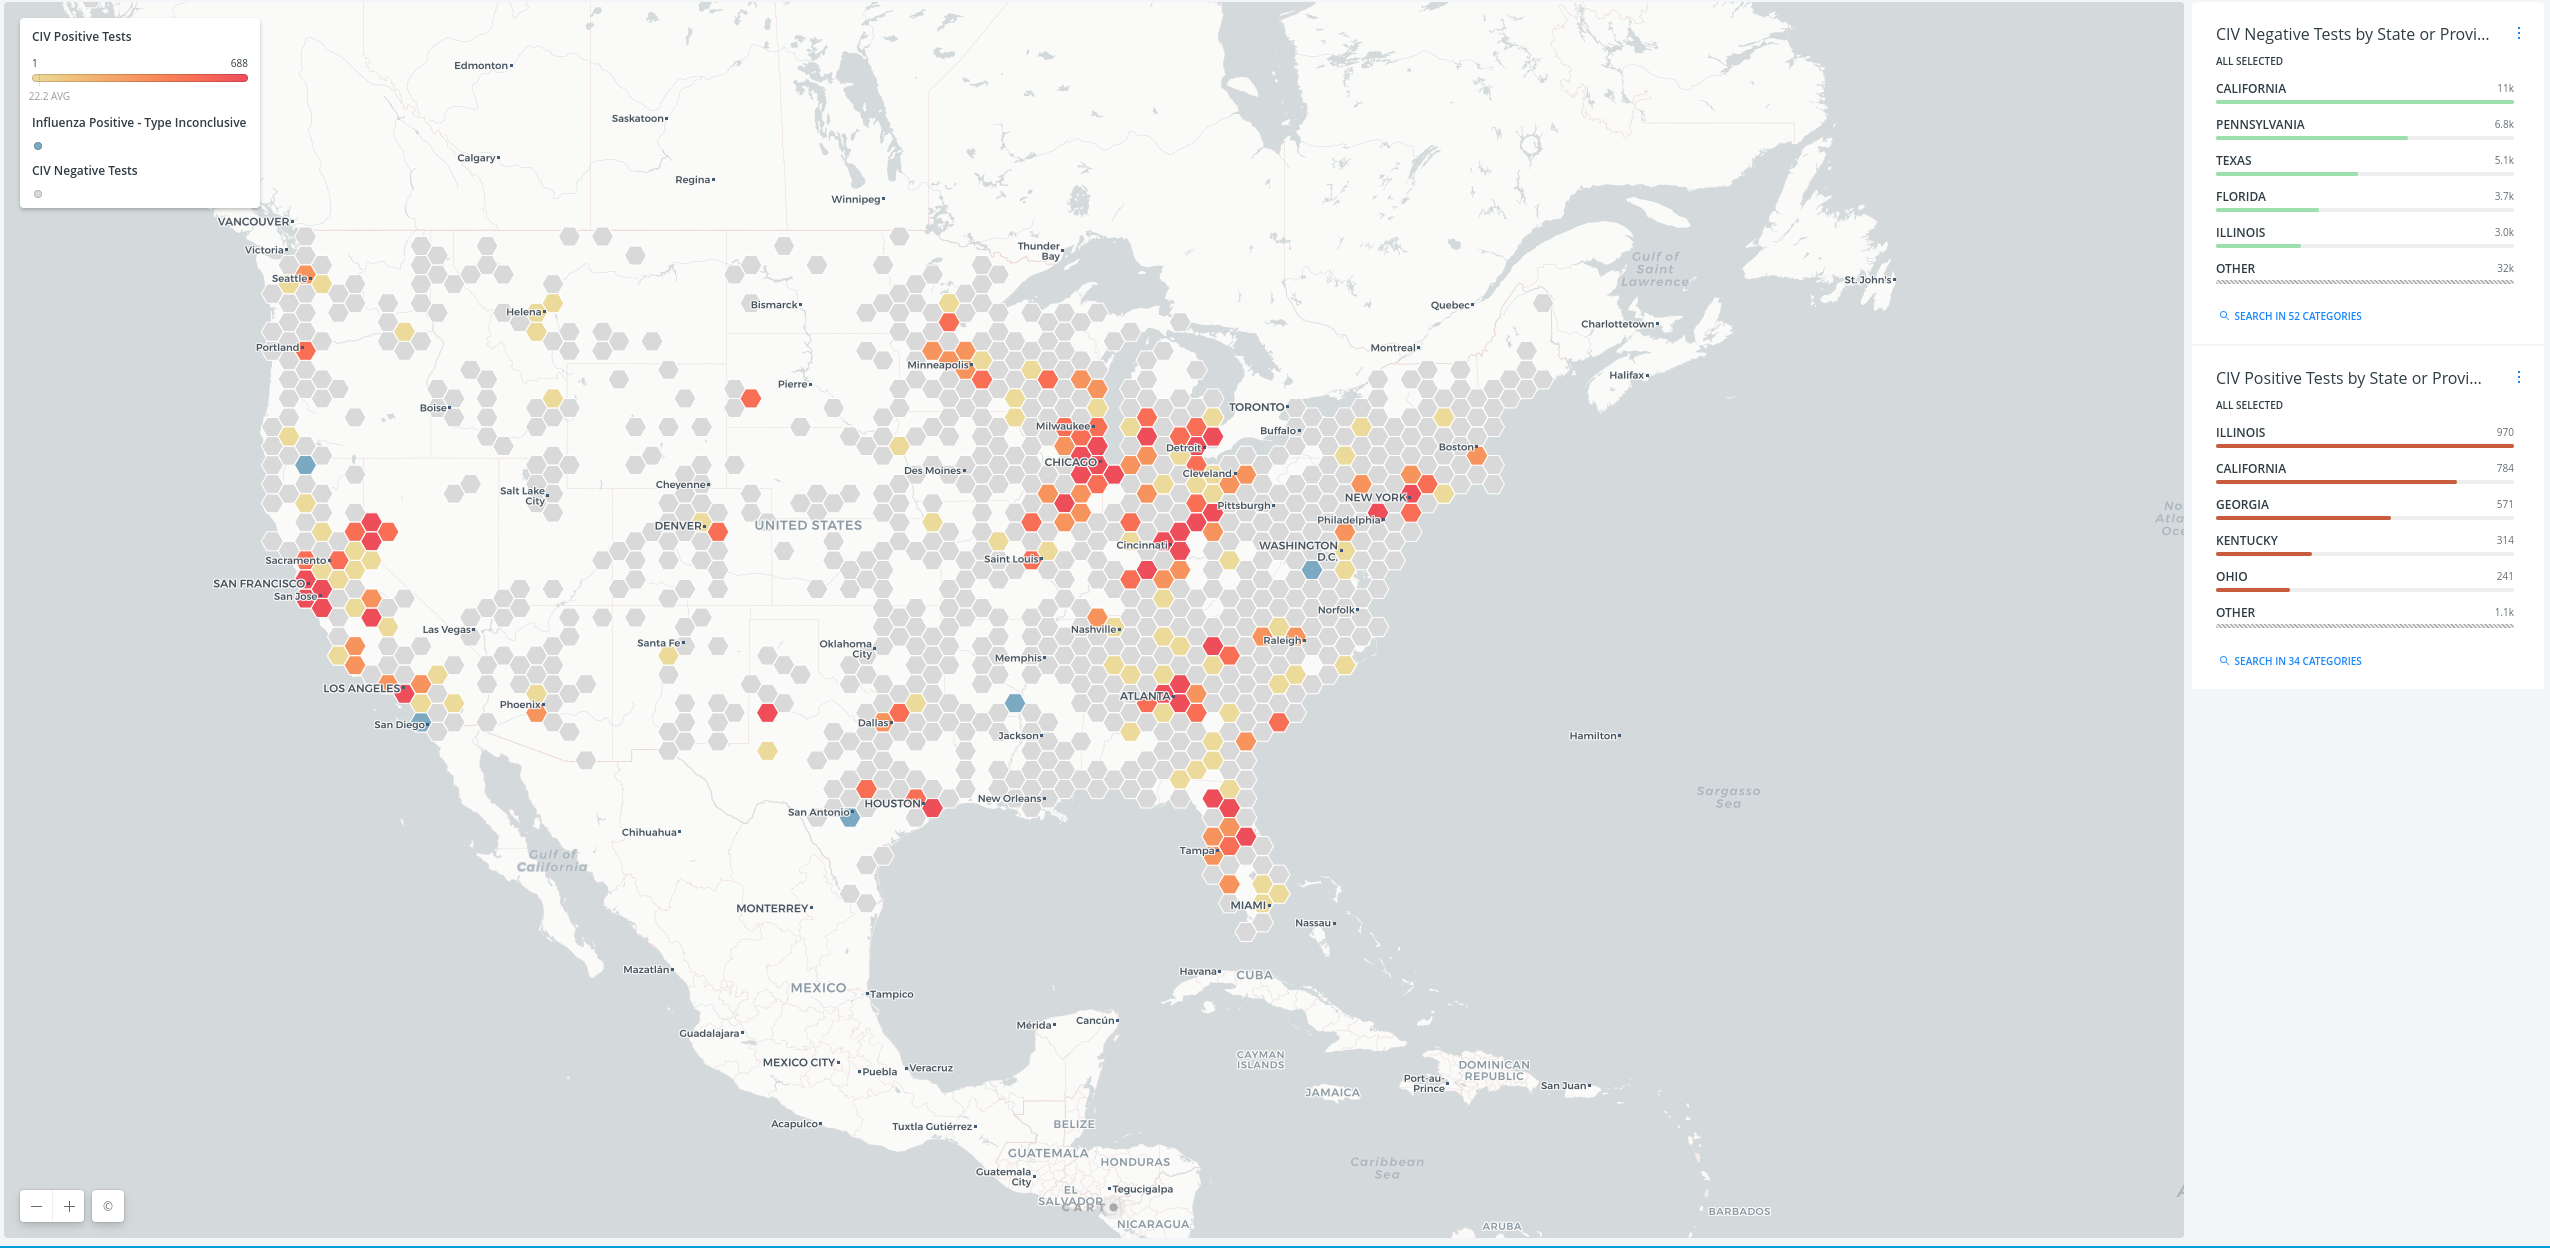 CIV Positive Tests
1 688
22.2 AVG
Influenza Positive - Type Inconclusive
CIV Negative Tests
Edmonton
Saskatoon
Calgary
Regina
Winnipeg
VANCOUVER
Victoria
Thunder
Bay
Gulf of
Saint
Lawrence
Seattle
St. John's
Bismarck
Quebec
Helena
Charlottetown
Portland
Montreal
Minneapolis
Halifax
Pierre
Boise
TORONTO
Milwaukee
Buffalo
Detroit
Boston
CHICAGO
Des Moines
Cleveland
Cheyenne
Salt Lake
City
NEW YORK
Pittsburgh
DENVER
UNITED STATES
Philadelphia
No
Atla
Oce
Cincinnati
WASHINGTON
D.C.
Saint Louis
Sacramento
SAN FRANCISCO
San Jose
Norfolk
Las Vegas
Nashville
Santa Fe
Oklahoma
City
Raleigh
Memphis
LOS ANGELES
ATLANTA
Phoenix
San Diego
Dallas
Jackson
Hamilton
Sargasso
Sea
HOUSTON
New Orleans
San Antonio
Chihuahua
Gulf of
California
Tampa
MONTERREY
MIAMI
Nassau
Mazatlán
Havana
CUBA
MEXICO
Tampico
Mérida
Cancún
Guadalajara
MEXICO CITY
Puebla
Veracruz
CAYMAN
ISLANDS
DOMINICAN
REPUBLIC
Port-au-
Prince
San Juan
JAMAICA
Acapulco
Tuxtla Gutiérrez
BELIZE
GUATEMALA
HONDURAS
Guatemala
City
Caribbean
Sea
EL
SALVADOR
Tegucigalpa
CARTO
NICARAGUA
BARBADOS
ARUBA
©
CIV Negative Tests by State or Provi...
ALL SELECTED
CALIFORNIA 11k
PENNSYLVANIA 6.8k
TEXAS 5.1k
FLORIDA 3.7k
ILLINOIS 3.0k
OTHER 32k
SEARCH IN 52 CATEGORIES
CIV Positive Tests by State or Provi...
ALL SELECTED
ILLINOIS 970
CALIFORNIA 784
GEORGIA 571
KENTUCKY 314
OHIO 241
OTHER 1.1k
SEARCH IN 34 CATEGORIES